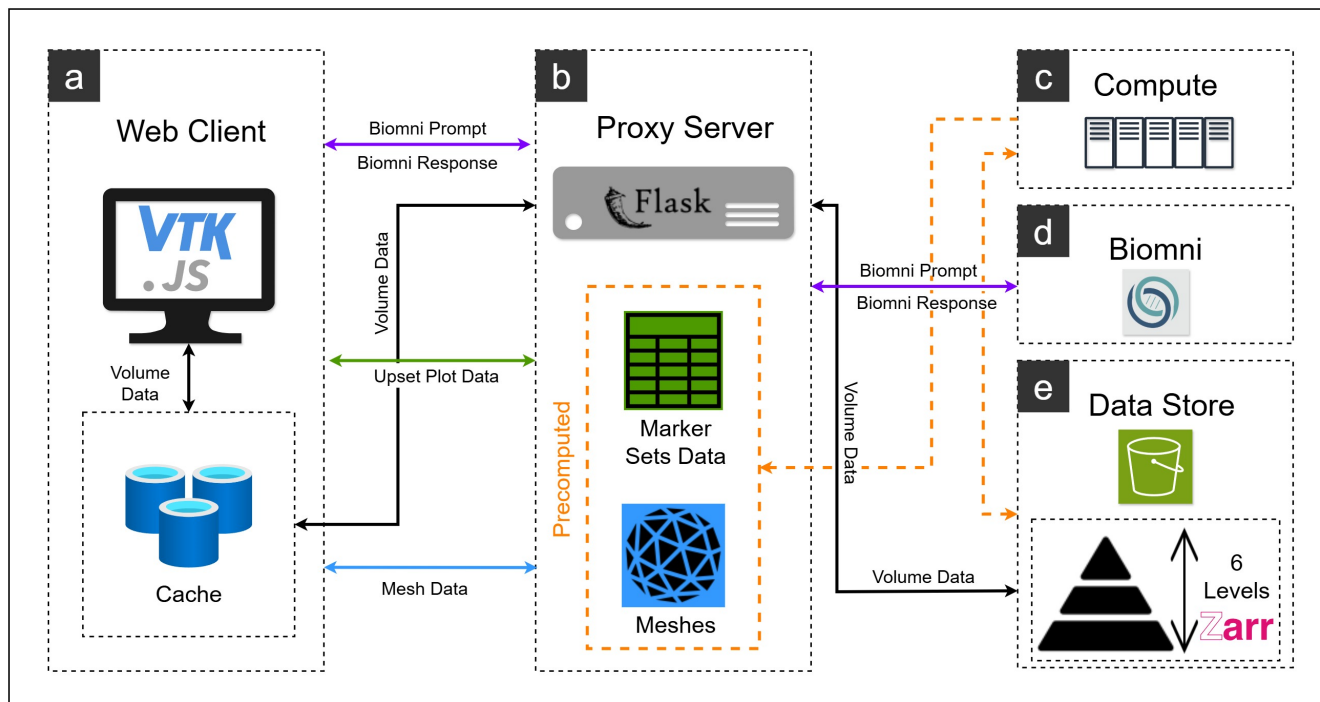 a
Web Client
VTK
.JS
Volume
Data
Cache
Biomni Prompt
Biomni Response
Volume Data
Upset Plot Data
Mesh Data
b
Proxy Server
Flask
Precomputed
Marker
Sets Data
Meshes
Biomni Prompt
Biomni Response
Volume Data
Volume Data
c
Compute
d
Biomni
e
Data Store
6
Levels
Zarr